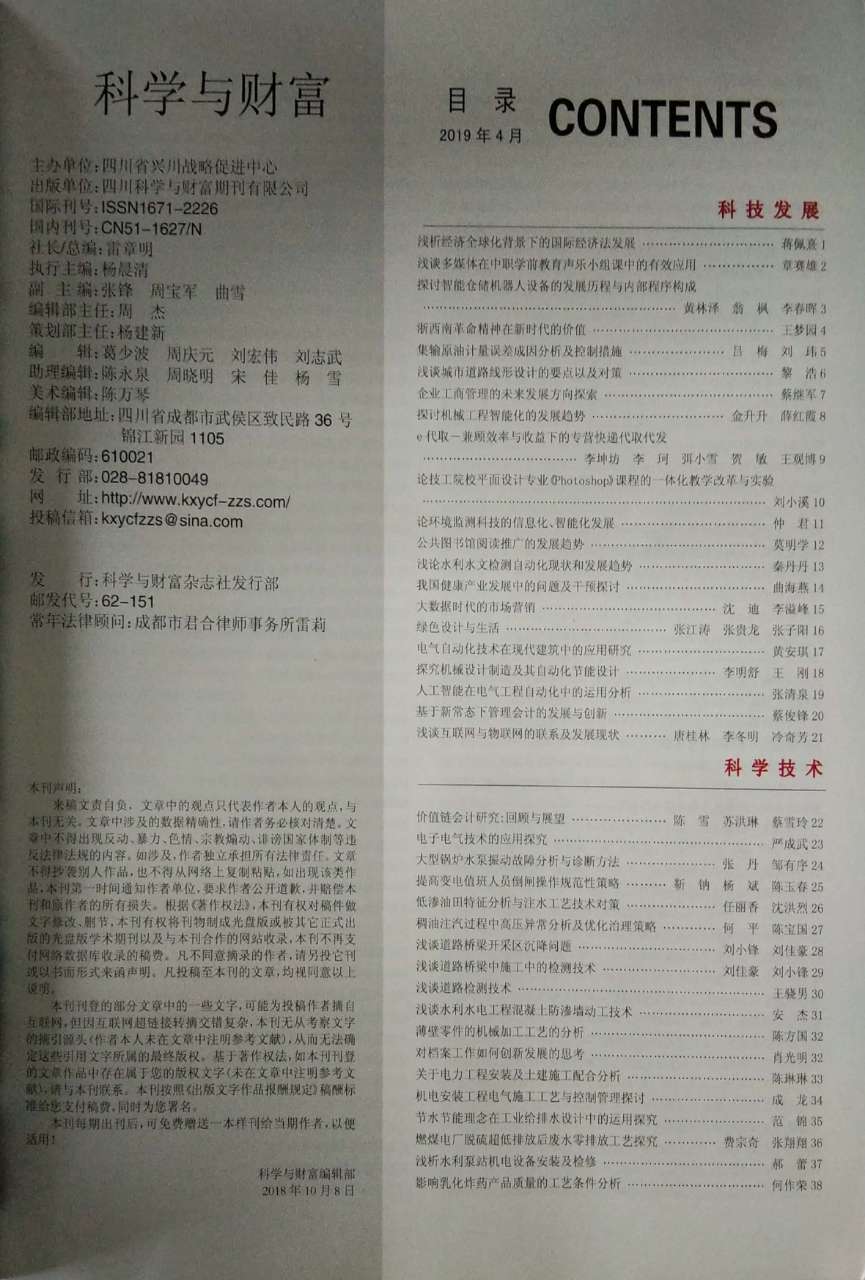 科学与财富
主办单位:四川省兴川战略促进中心
出版单位:四川科学与财富期刊有限公司
国际刊号:ISSN1671-2226
国内刊号:CN51-1627/N
社长/总编:雷章明
执行主编:杨晨清
副 主 编:张锋 周宝军 曲雪
编辑部主任:周 杰
策划部主任:杨建新
编 辑:葛少波 周庆元 刘宏伟 刘志武
助理编辑:陈永泉 周晓明 宋 佳 杨 雪
美术编辑:陈万琴
编辑部地址:四川省成都市武侯区致民路 36 号
锦江新园 1105
邮政编码:610021
发 行 部:028-81810049
网 址:http://www.kxycf-zzs.com/
投稿信箱:kxycfzzs@sina.com
发 行:科学与财富杂志社发行部
邮发代号:62-151
常年法律顾问:成都市君合律师事务所雷莉
本刊声明:
来稿文责自负，文章中的观点只代表作者本人的观点,与
本刊无关。文章中涉及的数据精确性,请作者务必核对清楚。文
章中不得出现反动、暴力、色情、宗教煽动、诽谤国家体制等违
反法律法规的内容。如涉及,作者独立承担所有法律责任。文章
不得抄袭别人作品,也不得从网络上复制粘贴,如出现该类作
品,本刊第一时间通知作者单位,要求作者公开道歉,并赔偿本
刊和原作者的所有损失。根据《著作权法》,本刊有权对稿件做
文字修改、删节,本刊有权将刊物制成光盘版或被其它正式出
版的光盘版学术期刊以及与本刊合作的网站收录,本刊不再支
付网络数据库收录的稿费。凡不同意摘录的作者,请另投它刊
或以书面形式来函声明。凡投稿至本刊的文章,均视同意以上
说明。
本刊刊登的部分文章中的一些文字,可能为投稿作者摘自
互联网,但因互联网超链接转摘交错复杂,本刊无从考察文字
的摘引源头(作者本人未在文章中注明参考文献),从而无法确
定这些引用文字所属的最终版权。基于著作权法,如本刊刊登
的文章作品中存在属于您的版权文字(未在文章中注明参考文
献),请与本刊联系。本刊按照《出版文字作品报酬规定》稿酬标
准给您支付稿费,同时为您署名。
本刊每期出刊后,可免费赠送一本样刊给当期作者,以便
适用!
科学与财富编辑部
2018 年 10 月 8 日
目 录
2019 年 4 月
CONTENTS
科技发展
浅析经济全球化背景下的国际经济法发展 …………………… 蒋佩熹 1
浅谈多媒体在中职学前教育声乐小组课中的有效应用 …………… 章赛雄 2
探讨智能仓储机器人设备的发展历程与内部程序构成
…………………… 黄林泽 翁 枫 李春晖 3
浙西南革命精神在新时代的价值 …………………… 王梦园 4
集输原油计量误差成因分析及控制措施 …………………… 吕 梅 刘 玮 5
浅谈城市道路线形设计的要点以及对策 …………………… 黎 浩 6
企业工商管理的未来发展方向探索 …………………… 蔡继军 7
探讨机械工程智能化的发展趋势 …………………… 金升升 薛红霞 8
e 代取－兼顾效率与收益下的专营快递代取代发
…………………… 李坤坊 李 珂 弭小雪 贺 敏 王观博 9
论技工院校平面设计专业《Photoshop》课程的一体化教学改革与实验
…………………… 刘小溪 10
论环境监测科技的信息化、智能化发展 …………………… 仲 君 11
公共图书馆阅读推广的发展趋势 …………………… 莫明学 12
浅论水利水文检测自动化现状和发展趋势 …………………… 秦丹丹 13
我国健康产业发展中的问题及干预探讨 …………………… 曲海燕 14
大数据时代的市场营销 …………………… 沈 迪 李溢峰 15
绿色设计与生活 …………………… 张江涛 张贵龙 张子阳 16
电气自动化技术在现代建筑中的应用研究 …………………… 黄安琪 17
探究机械设计制造及其自动化节能设计 …………………… 李明舒 王 刚 18
人工智能在电气工程自动化中的运用分析 …………………… 张清泉 19
基于新常态下管理会计的发展与创新 …………………… 蔡俊锋 20
浅谈互联网与物联网的联系及发展现状 ……… 唐桂林 李冬明 冷奇芳 21
科学技术
价值链会计研究:回顾与展望 …………………… 陈 雪 苏洪琳 蔡雪玲 22
电子电气技术的应用探究 …………………… 严成武 23
大型锅炉水泵振动故障分析与诊断方法 …………………… 张 丹 邹有序 24
提高变电值班人员倒闸操作规范性策略 ……… 靳 钠 杨 斌 陈玉春 25
低渗油田特征分析与注水工艺技术对策 …………………… 任丽香 沈洪烈 26
稠油注汽过程中高压异常分析及优化治理策略 ………… 何 平 陈宝国 27
浅谈道路桥梁开采区沉降问题 …………………… 刘小锋 刘佳豪 28
浅谈道路桥梁中施工中的检测技术 …………………… 刘佳豪 刘小锋 29
浅谈道路检测技术 …………………… 王骁男 30
浅谈水利水电工程混凝土防渗墙动工技术 …………………… 安 杰 31
薄壁零件的机械加工工艺的分析 …………………… 陈方国 32
对档案工作如何创新发展的思考 …………………… 肖光明 32
关于电力工程安装及土建施工配合分析 …………………… 陈琳琳 33
机电安装工程电气施工工艺与控制管理探讨 …………………… 成 龙 34
节水节能理念在工业给排水设计中的运用探究 …………………… 范 锦 35
燃煤电厂脱硫超低排放后废水零排放工艺探究 ………… 费宗奇 张翔翔 36
浅析水利泵站机电设备安装及检修 …………………… 郝 蕾 37
影响乳化炸药产品质量的工艺条件分析 …………………… 何作荣 38